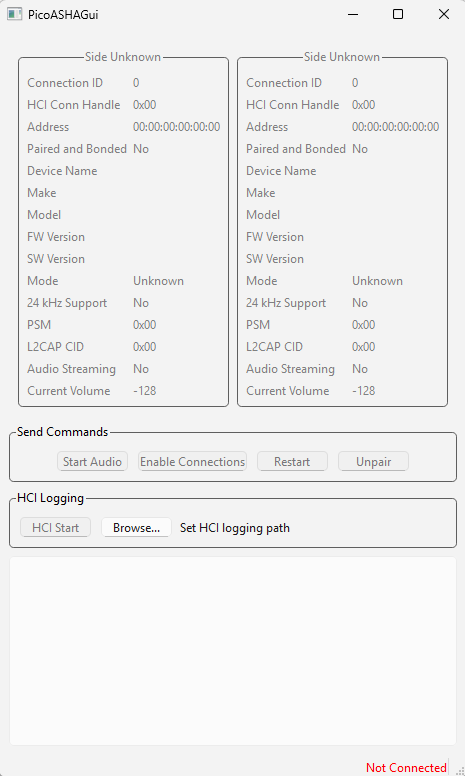 PicoASHAGui
Side Unknown
Connection ID 0
HCI Conn Handle 0x00
Address 00:00:00:00:00:00
Paired and Bonded No
Device Name
Make
Model
FW Version
SW Version
Mode Unknown
24 kHz Support No
PSM 0x00
L2CAP CID 0x00
Audio Streaming No
Current Volume -128
Side Unknown
Connection ID 0
HCI Conn Handle 0x00
Address 00:00:00:00:00:00
Paired and Bonded No
Device Name
Make
Model
FW Version
SW Version
Mode Unknown
24 kHz Support No
PSM 0x00
L2CAP CID 0x00
Audio Streaming No
Current Volume -128
Send Commands
Start Audio Enable Connections Restart Unpair
HCI Logging
HCI Start Browse... Set HCI logging path
Not Connected